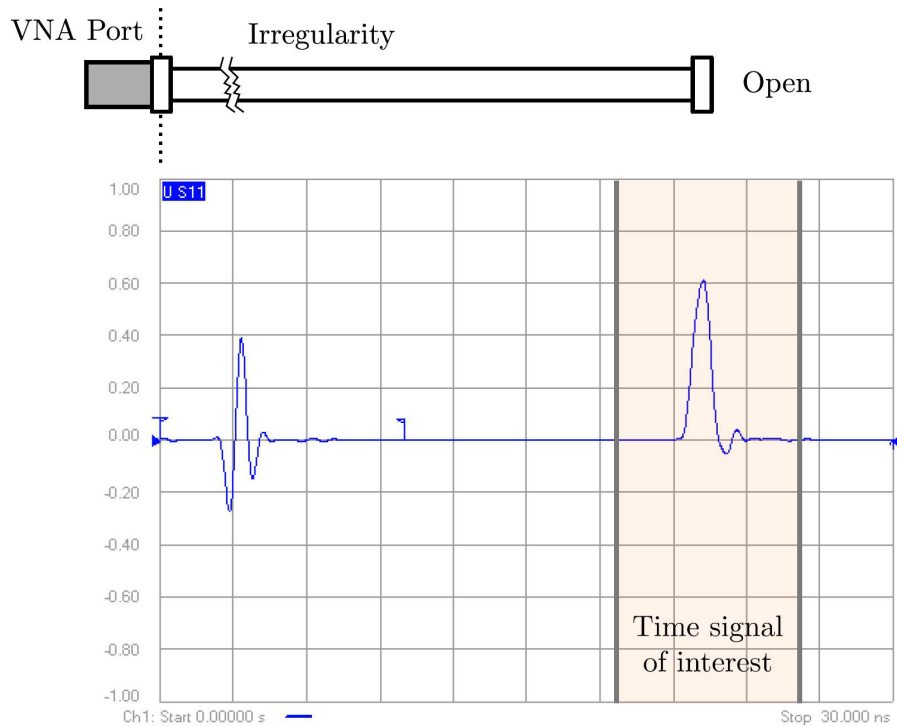 VNA Port
Irregularity
Open
U S11
1.00
0.80
0.60
0.40
0.20
0.00
-0.20
-0.40
-0.60
-0.80
-1.00
Time signal
of interest
Ch1: Start 0.00000 s
Stop 30.000 ns